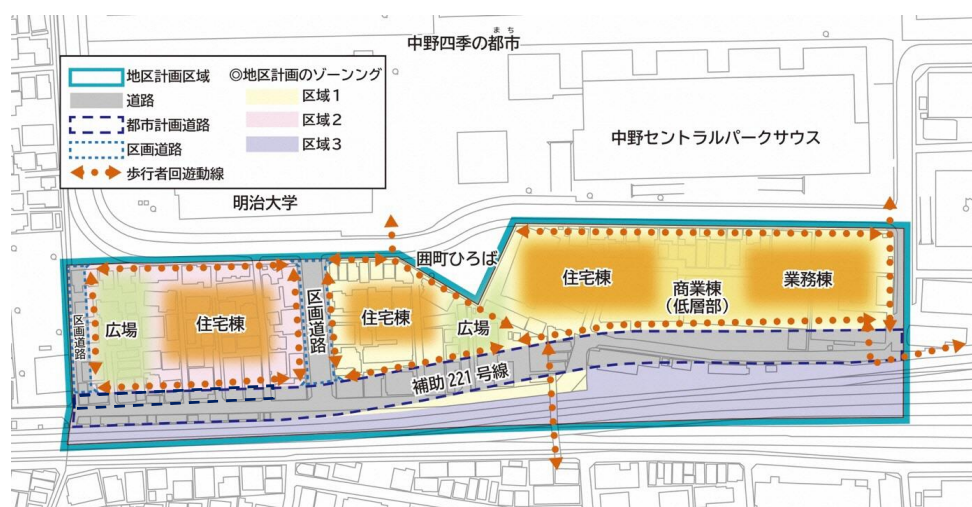 まち
中野四季の都市
地区計画区域
道路
都市計画道路
区画道路
歩行者回遊動線
◎地区計画のゾーンニング
区域1
区域2
区域3
中野セントラルパークサウス
明治大学
囲町ひろば
区画道路
広場
住宅棟
区画道路
住宅棟
広場
住宅棟
商業棟
(低層部)
業務棟
補助221号線